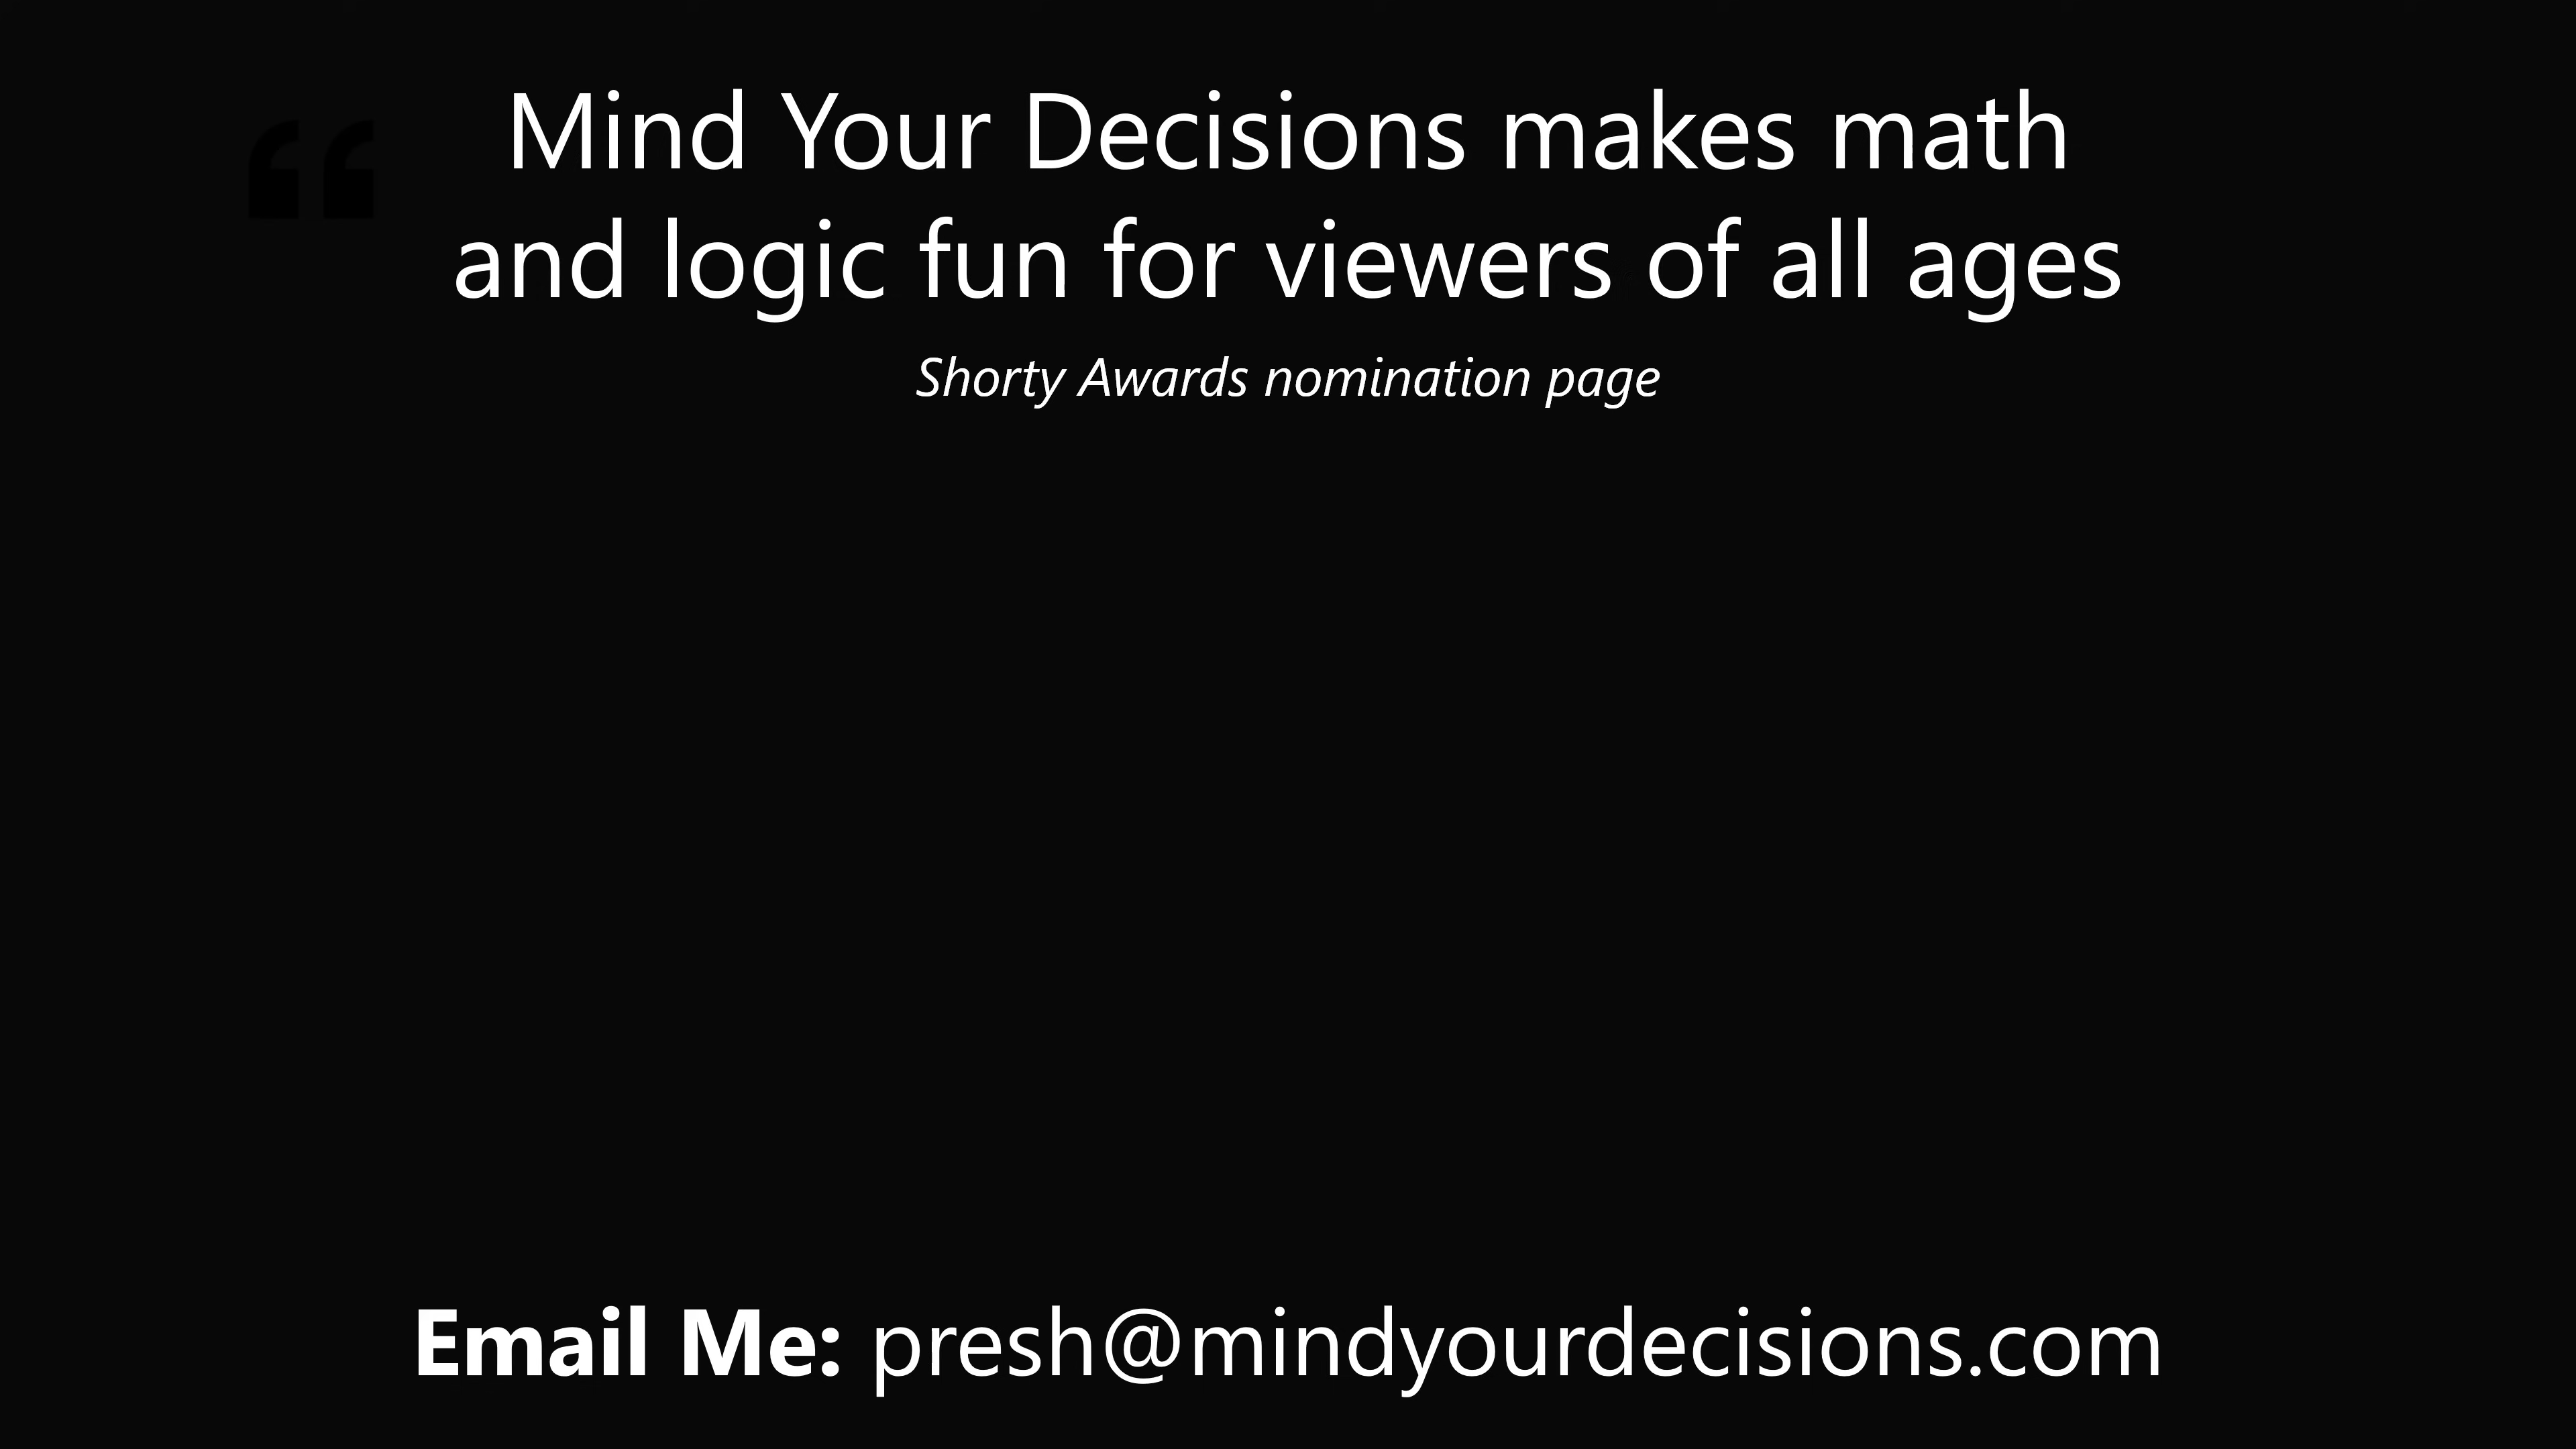 “
Mind Your Decisions makes math
and logic fun for viewers of all ages
Shorty Awards nomination page
Email Me: presh@mindyourdecisions.com